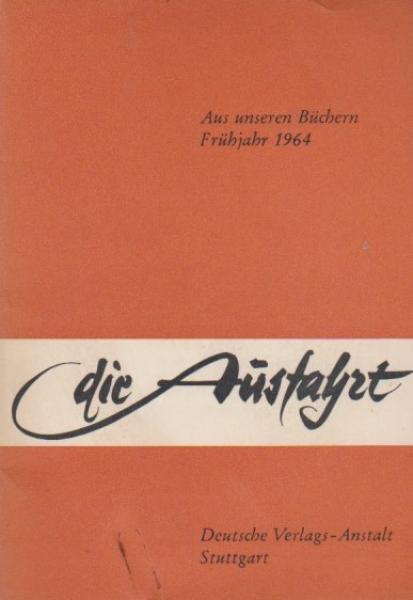 Aus unseren Büchern
Frühjahr 1964
die Ausfahrt
Deutsche Verlags-Anstalt
Stuttgart